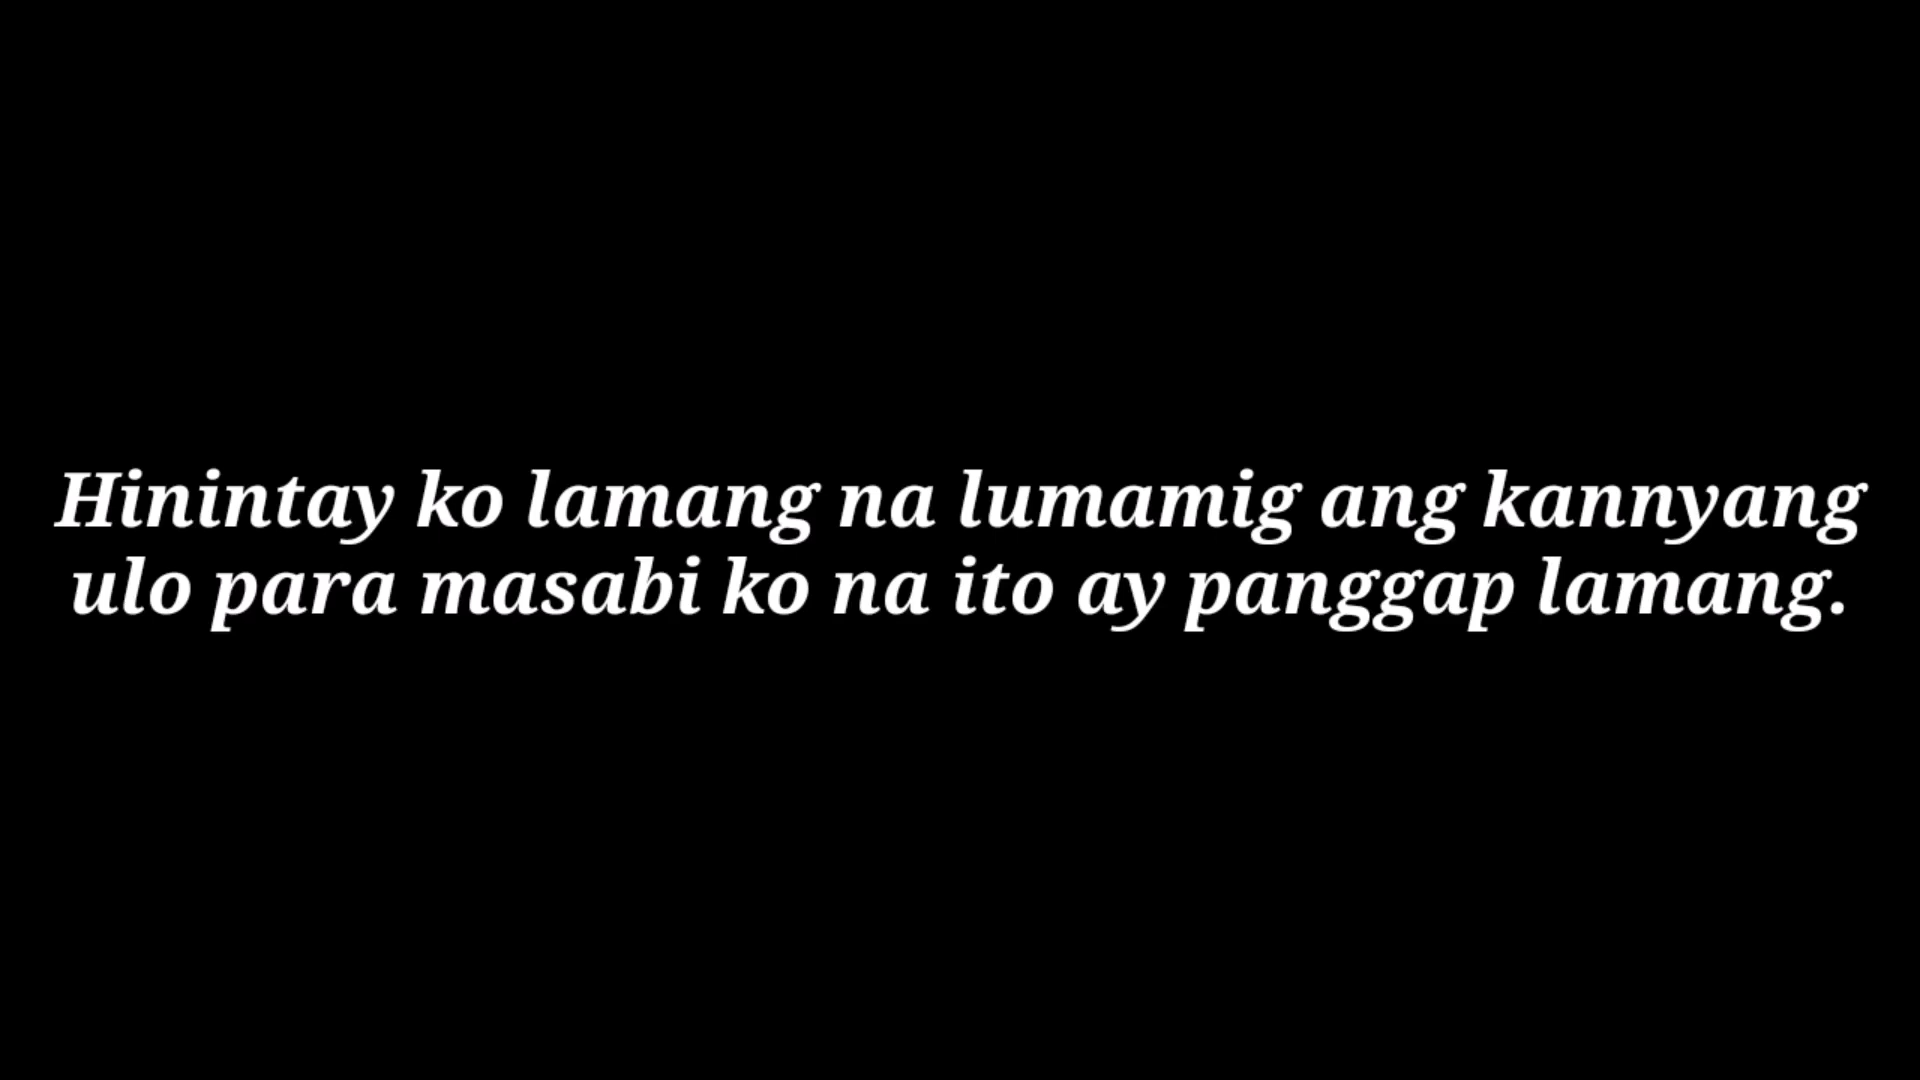 Hinintay ko lamang na lumamig ang kannyang
ulo para masabi ko na ito ay panggap lamang.